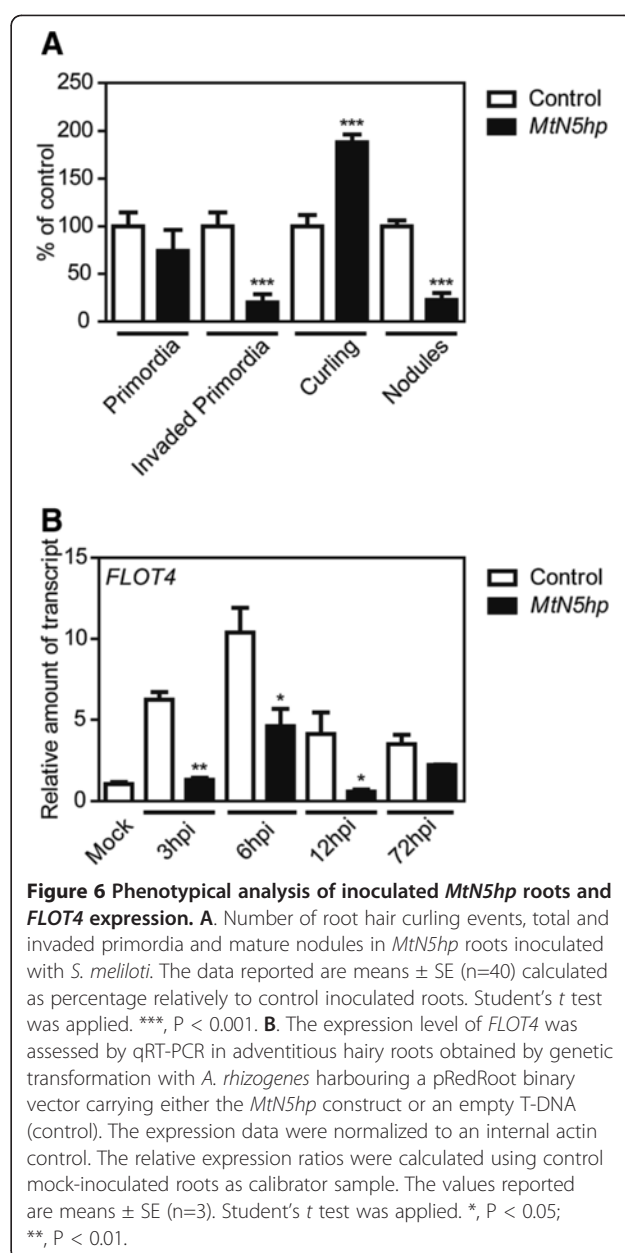 A
250
200
150
100
50
0
% of control
Control
MtN5hp
***
***
***
Primordia
Invaded Primordia
Curling
Nodules
B
15
10
5
0
Relative amount of transcript
FLOT4
Control
MtN5hp
**
*
*
Mock
3hpi
6hpi
12hpi
72hpi
Figure 6 Phenotypical analysis of inoculated MtN5hp roots and
FLOT4 expression. A. Number of root hair curling events, total and
invaded primordia and mature nodules in MtN5hp roots inoculated
with S. meliloti. The data reported are means ± SE (n=40) calculated
as percentage relatively to control inoculated roots. Student's t test
was applied. ***, P < 0.001. B. The expression level of FLOT4 was
assessed by qRT-PCR in adventitious hairy roots obtained by genetic
transformation with A. rhizogenes harbouring a pRedRoot binary
vector carrying either the MtN5hp construct or an empty T-DNA
(control). The expression data were normalized to an internal actin
control. The relative expression ratios were calculated using control
mock-inoculated roots as calibrator sample. The values reported
are means ± SE (n=3). Student's t test was applied. *, P < 0.05;
**, P < 0.01.